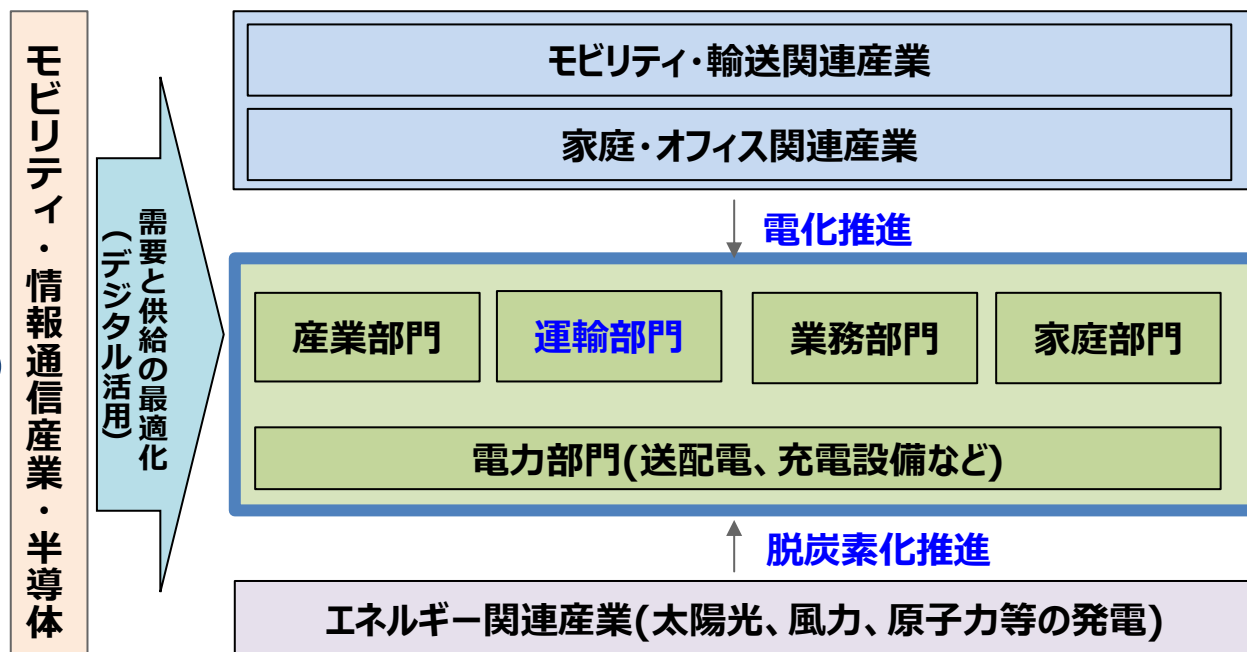 モビリティ・情報通信産業・半導体
需要と供給の最適化
(デジタル活用)
モビリティ・輸送関連産業
家庭・オフィス関連産業
電化推進
産業部門
運輸部門
業務部門
家庭部門
電力部門(送配電、充電設備など)
脱炭素化推進
エネルギー関連産業(太陽光、風力、原子力等の発電)